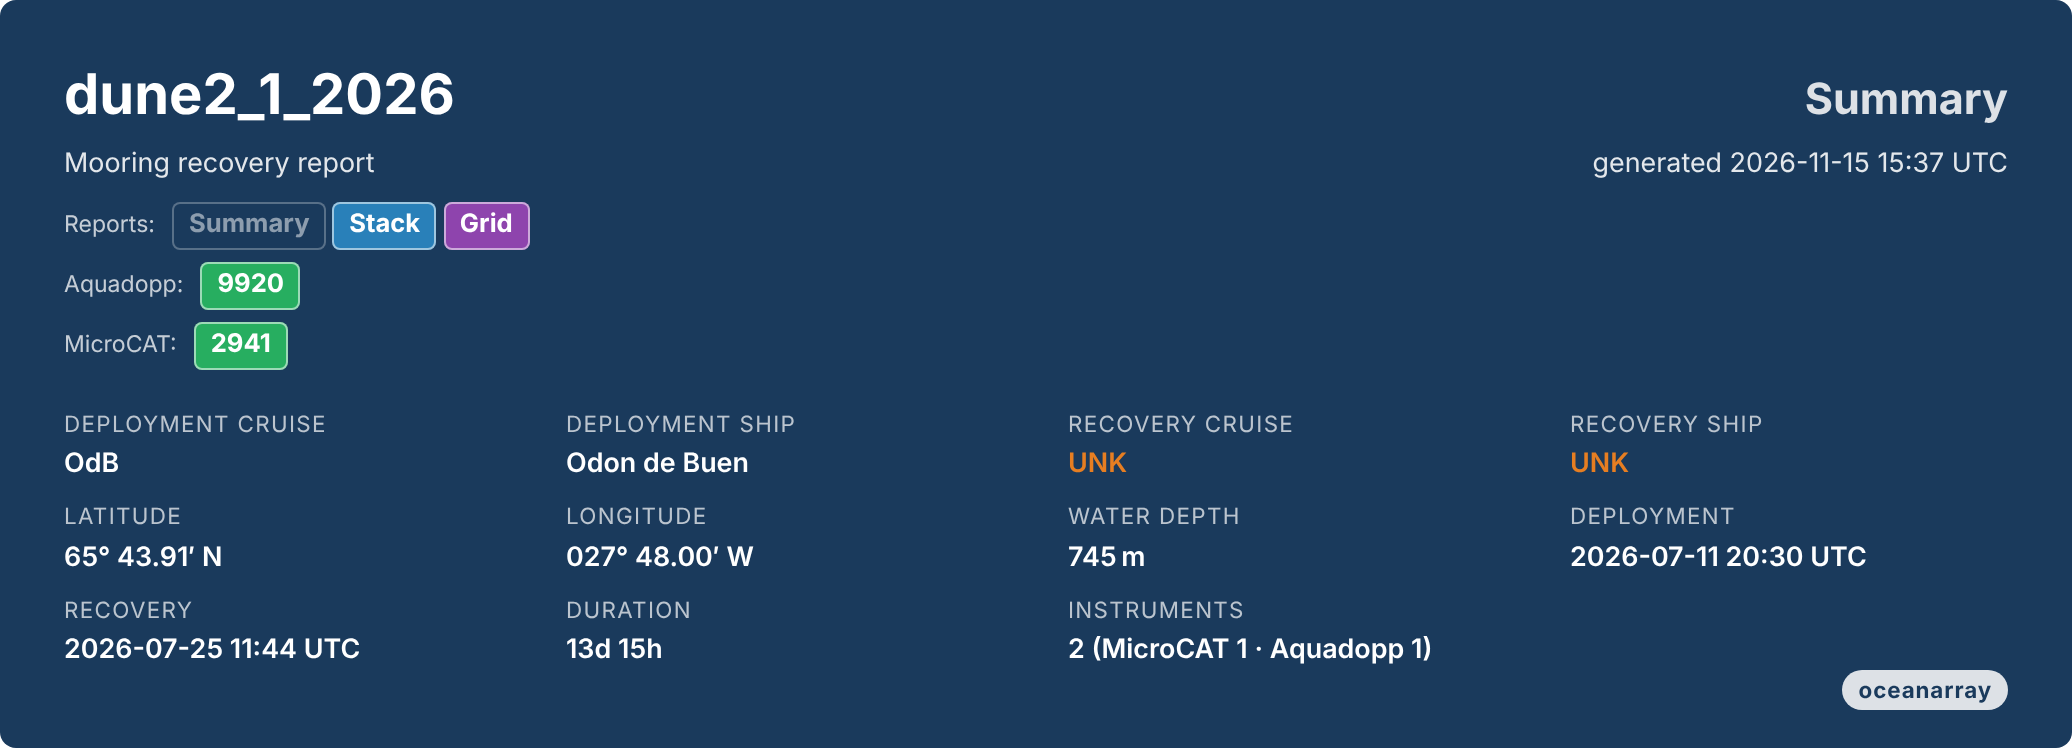 dune2_1_2026
Summary
Mooring recovery report
generated 2026-11-15 15:37 UTC
Reports: Summary Stack Grid
Aquadopp: 9920
MicroCAT: 2941
DEPLOYMENT CRUISE
OdB
DEPLOYMENT SHIP
Odon de Buen
RECOVERY CRUISE
UNK
RECOVERY SHIP
UNK
LATITUDE
65° 43.91′ N
LONGITUDE
027° 48.00′ W
WATER DEPTH
745 m
DEPLOYMENT
2026-07-11 20:30 UTC
RECOVERY
2026-07-25 11:44 UTC
DURATION
13d 15h
INSTRUMENTS
2 (MicroCAT 1 · Aquadopp 1)
oceanarray